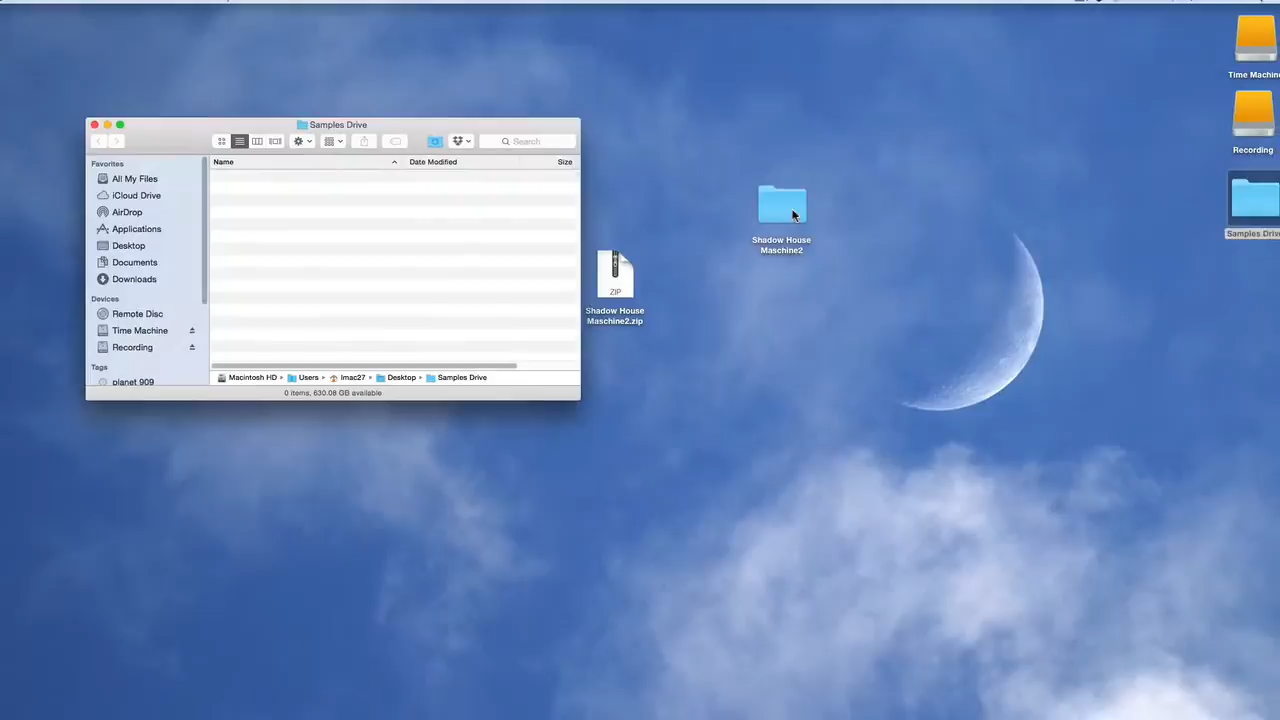 Samples Drive
Search
Name
Date Modified
Size
Favorites
All My Files
iCloud Drive
AirDrop
Applications
Desktop
Documents
Downloads
Devices
Remote Disc
Time Machine
Recording
Tags
planet 909
Macintosh HD
Users
Imac27
Desktop
Samples Drive
0 items, 630.08 GB available
ZIP
Shadow House
Maschine2.zip
Shadow House
Maschine2
Time Machine
Recording
Samples Drive